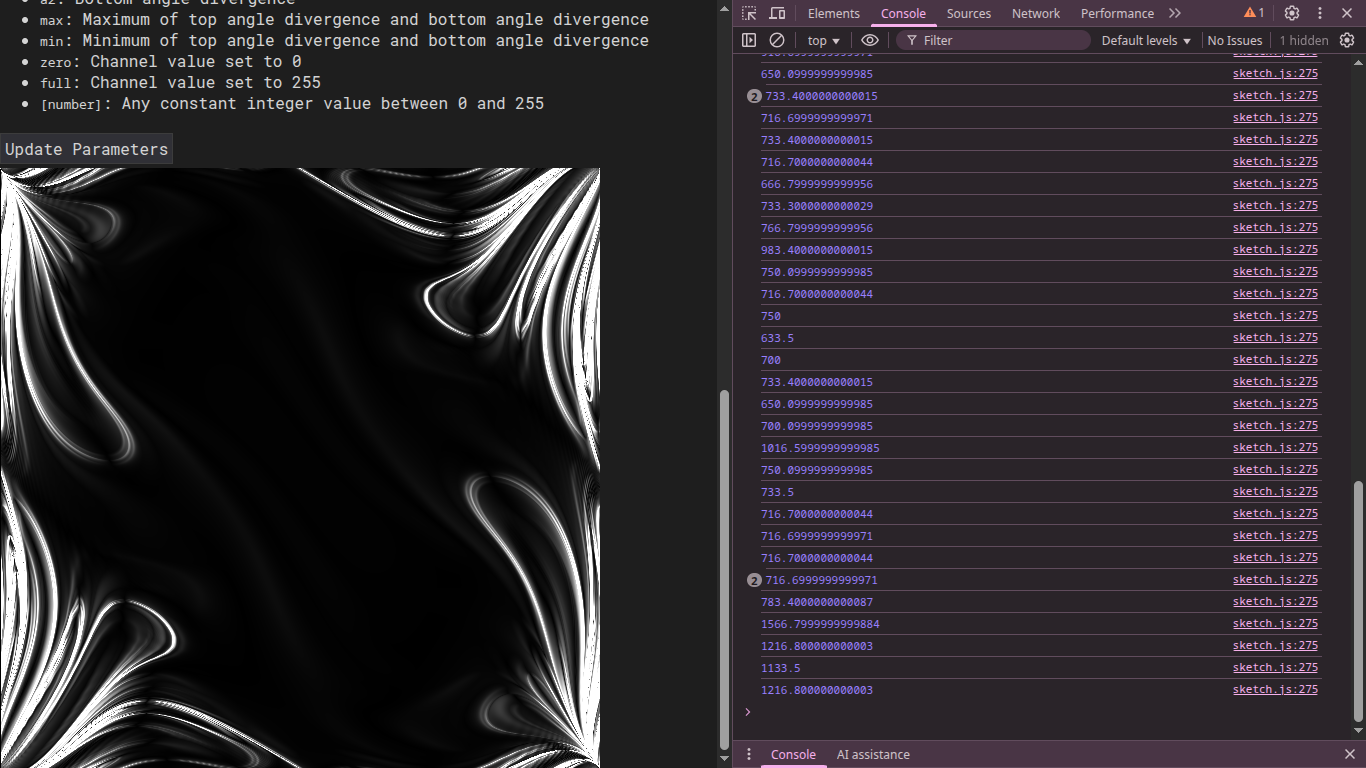 a2: Bottom angle divergence
max: Maximum of top angle divergence and bottom angle divergence
min: Minimum of top angle divergence and bottom angle divergence
zero: Channel value set to 0
full: Channel value set to 255
[number]: Any constant integer value between 0 and 255
Update Parameters
Elements Console Sources Network Performance 1
top Filter Default levels No Issues 1 hidden
650.0999999999985 sketch.js:275
2 733.4000000000015 sketch.js:275
716.6999999999971 sketch.js:275
733.4000000000015 sketch.js:275
716.7000000000044 sketch.js:275
666.7999999999956 sketch.js:275
733.3000000000029 sketch.js:275
766.7999999999956 sketch.js:275
983.4000000000015 sketch.js:275
750.0999999999985 sketch.js:275
716.7000000000044 sketch.js:275
750 sketch.js:275
633.5 sketch.js:275
700 sketch.js:275
733.4000000000015 sketch.js:275
650.0999999999985 sketch.js:275
700.0999999999985 sketch.js:275
1016.5999999999985 sketch.js:275
750.0999999999985 sketch.js:275
733.5 sketch.js:275
716.7000000000044 sketch.js:275
716.6999999999971 sketch.js:275
716.7000000000044 sketch.js:275
2 716.6999999999971 sketch.js:275
783.4000000000087 sketch.js:275
1566.7999999999884 sketch.js:275
1216.800000000003 sketch.js:275
1133.5 sketch.js:275
1216.800000000003 sketch.js:275
Console AI assistance